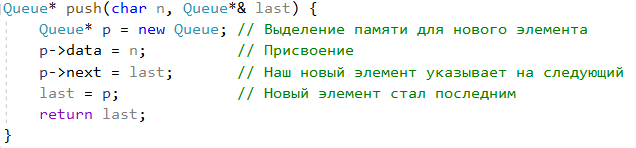 Queue* push(char n, Queue*& last) {
    Queue* p = new Queue; // Выделение памяти для нового элемента
    p->data = n;          // Присвоение
    p->next = last;       // Наш новый элемент указывает на следующий
    last = p;             // Новый элемент стал последним
    return last;
}